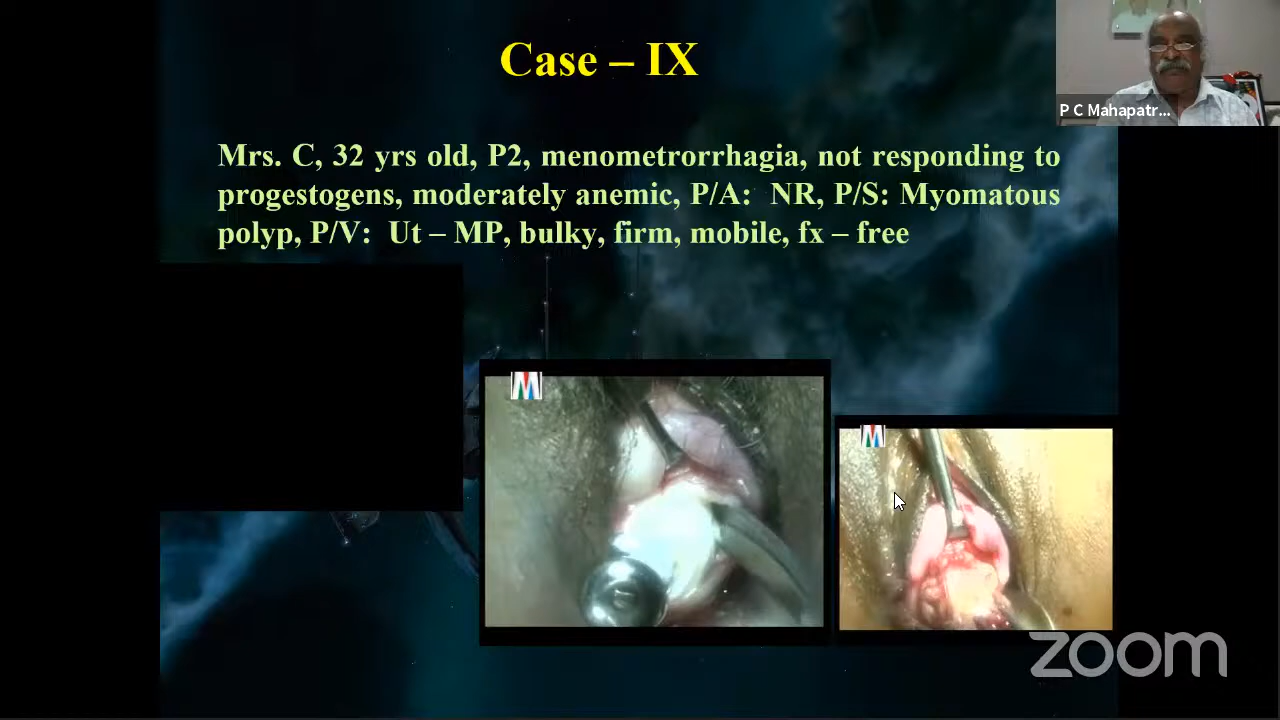 Case – IX
P C Mahapatr...
Mrs. C, 32 yrs old, P2, menometrorrhagia, not responding to
progestogens, moderately anemic, P/A: NR, P/S: Myomatous
polyp, P/V: Ut – MP, bulky, firm, mobile, fx – free
M
M
zoom